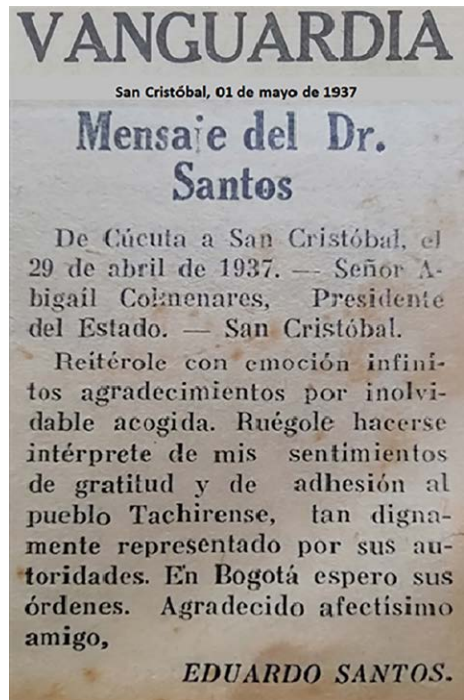 VANGUARDIA
San Cristóbal, 01 de mayo de 1937
Mensaje del Dr.
Santos
De Cúcuta a San Cristóbal, el
29 de abril de 1937. — Señor A-
bigaíl Colmenares, Presidente
del Estado. — San Cristóbal.
Reitérole con emoción infini-
tos agradecimientos por inolvi-
dable acogida. Ruégole hacerse
intérprete de mis sentimientos
de gratitud y de adhesión al
pueblo Tachirense, tan digna-
mente representado por sus au-
toridades. En Bogotá espero sus
órdenes. Agradecido afectísimo
amigo,
EDUARDO SANTOS.